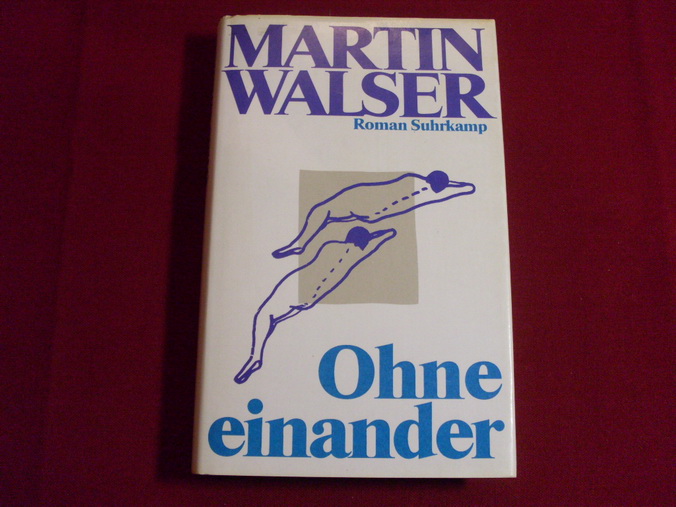 MARTIN
WALSER
Roman Suhrkamp
Ohne
einander